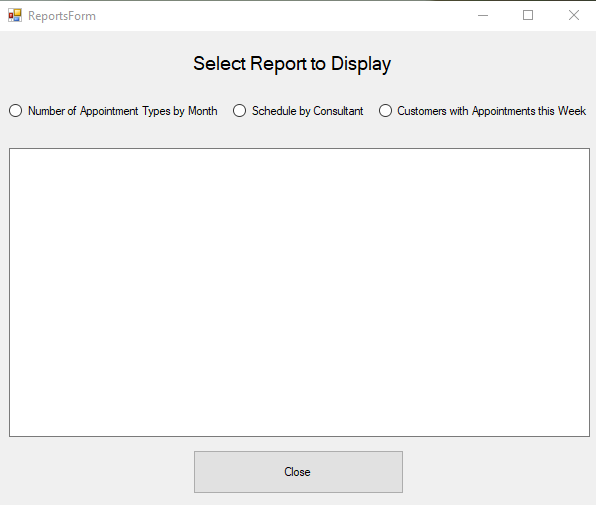 ReportsForm
Select Report to Display
Number of Appointment Types by Month Schedule by Consultant Customers with Appointments this Week
Close